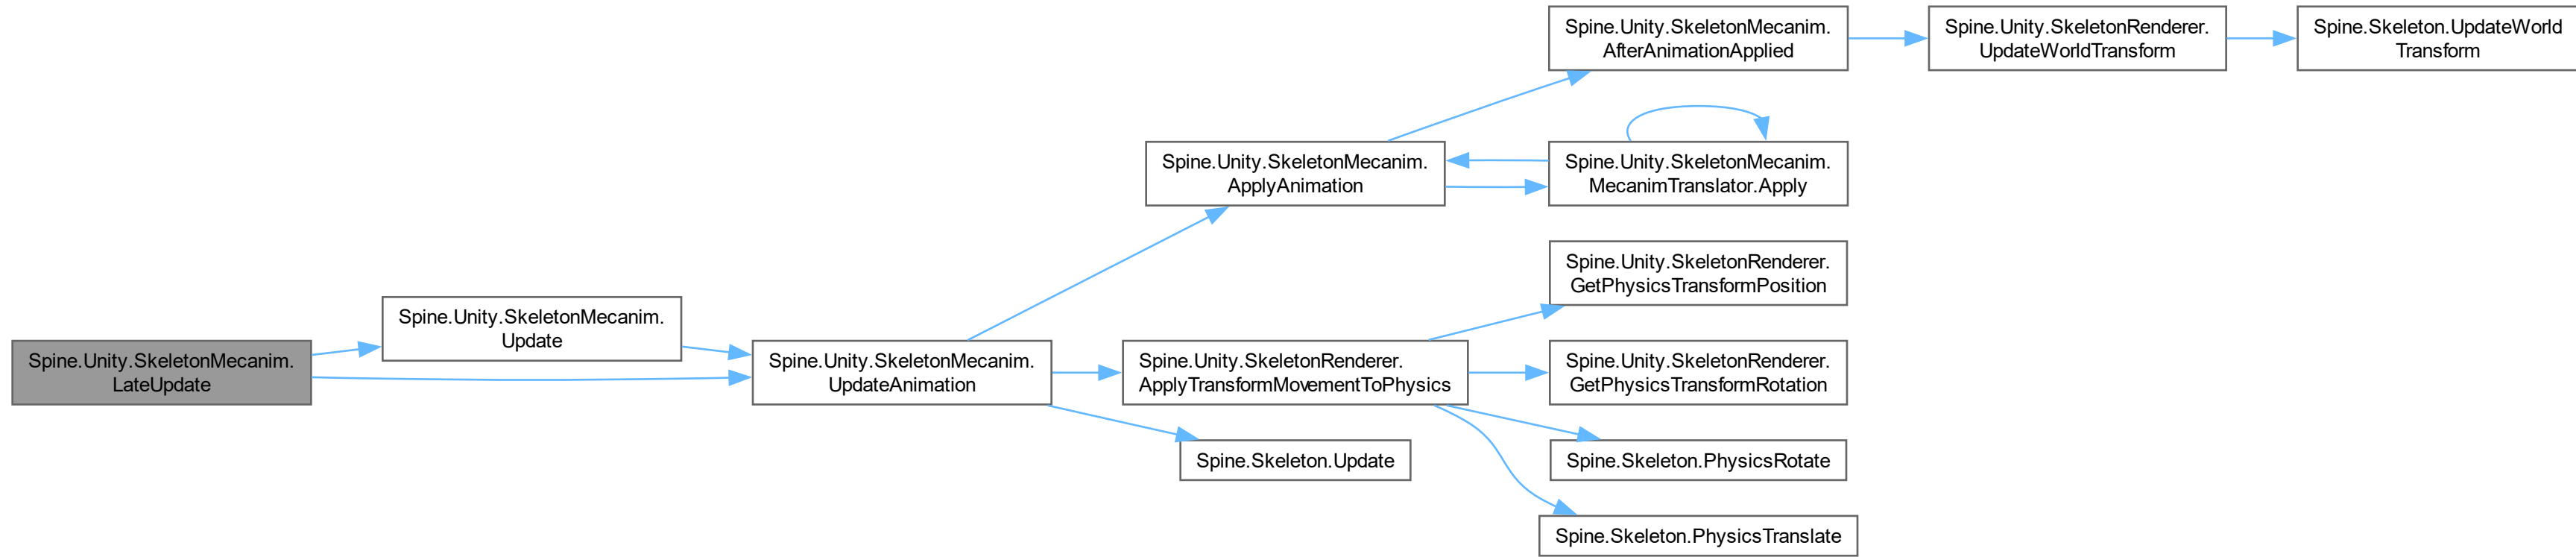 Spine.Unity.SkeletonMecanim.
LateUpdate
Spine.Unity.SkeletonMecanim.
Update
Spine.Unity.SkeletonMecanim.
UpdateAnimation
Spine.Unity.SkeletonMecanim.
ApplyAnimation
Spine.Unity.SkeletonMecanim.
AfterAnimationApplied
Spine.Unity.SkeletonRenderer.
UpdateWorldTransform
Spine.Skeleton.UpdateWorld
Transform
Spine.Unity.SkeletonMecanim.
MecanimTranslator.Apply
Spine.Unity.SkeletonRenderer.
ApplyTransformMovementToPhysics
Spine.Unity.SkeletonRenderer.
GetPhysicsTransformPosition
Spine.Unity.SkeletonRenderer.
GetPhysicsTransformRotation
Spine.Skeleton.PhysicsRotate
Spine.Skeleton.PhysicsTranslate
Spine.Skeleton.Update